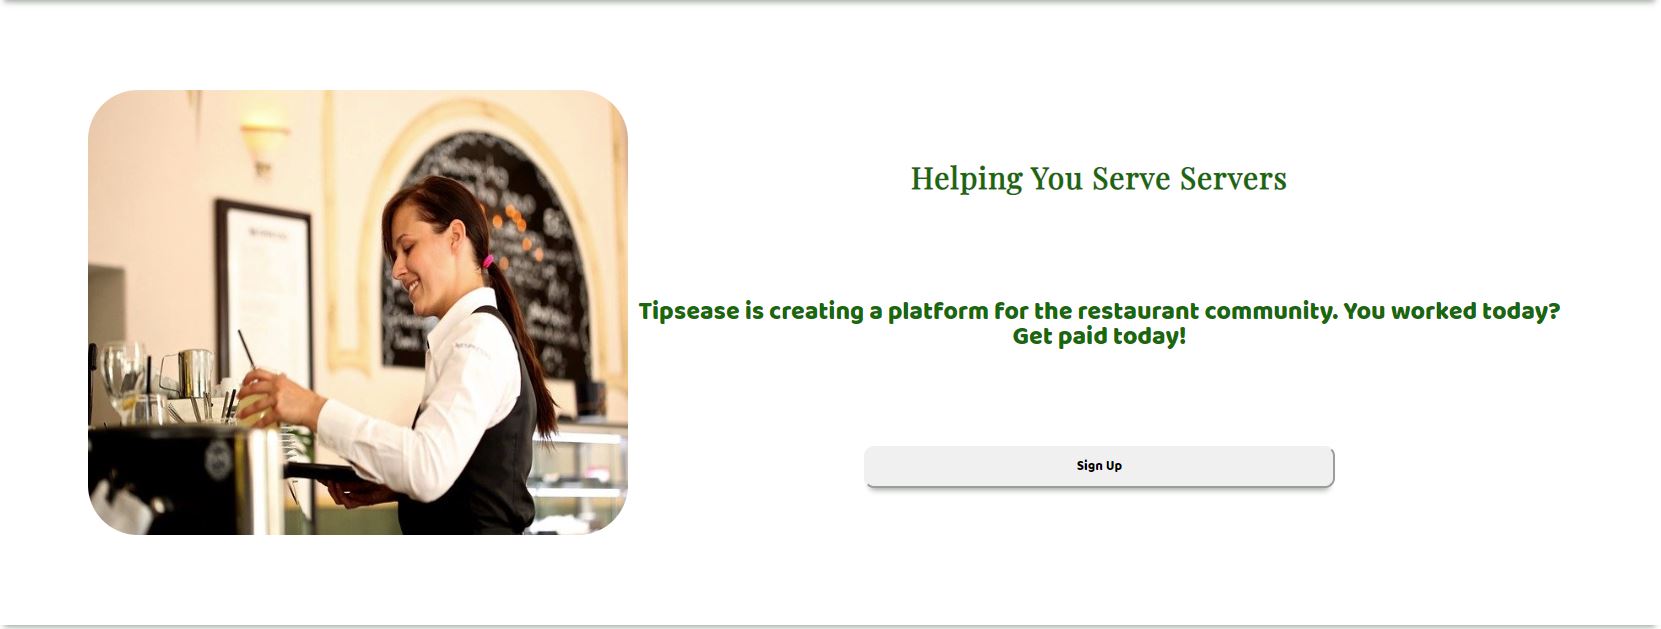 Helping You Serve Servers
Tipsease is creating a platform for the restaurant community. You worked today?
Get paid today!
Sign Up